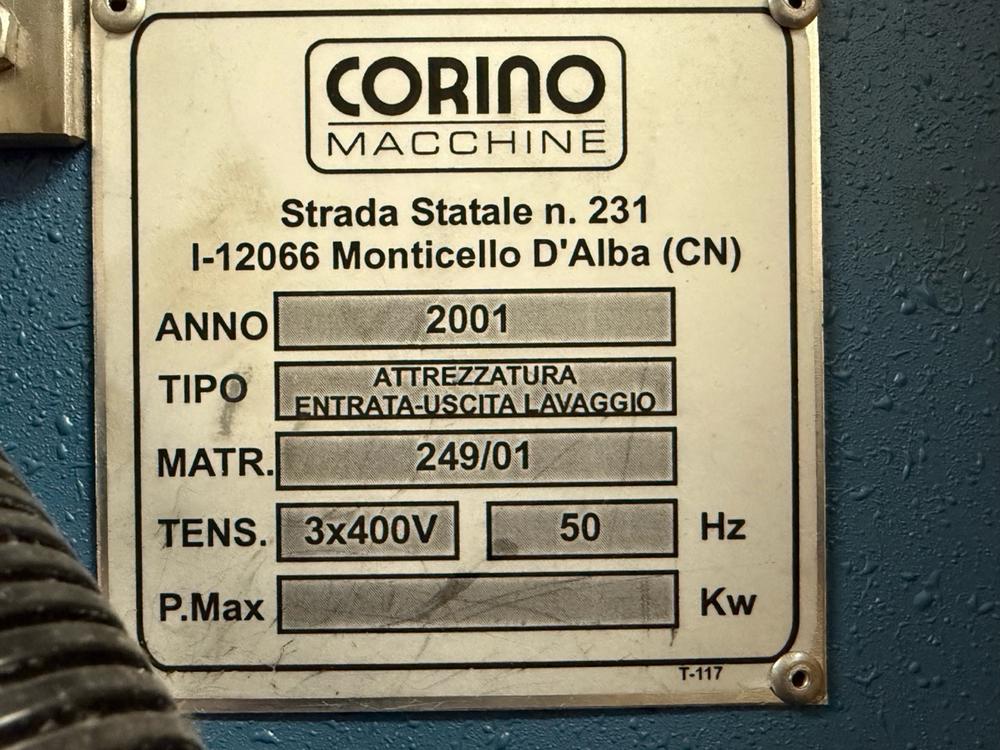 CORINO
MACCHINE
Strada Statale n. 231
I-12066 Monticello D'Alba (CN)
ANNO 2001
TIPO ATTREZZATURA
ENTRATA-USCITA LAVAGGIO
MATR. 249/01
TENS. 3x400V 50 Hz
P.Max Kw
T-117